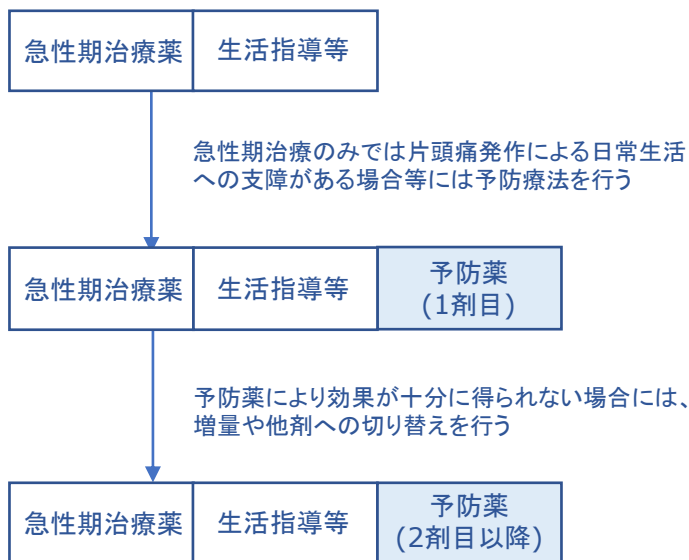 急性期治療薬 生活指導等
急性期治療のみでは片頭痛発作による日常生活
への支障がある場合等には予防療法を行う
急性期治療薬 生活指導等 予防薬
(1剤目)
予防薬により効果が十分に得られない場合には、
増量や他剤への切り替えを行う
急性期治療薬 生活指導等 予防薬
(2剤目以降)